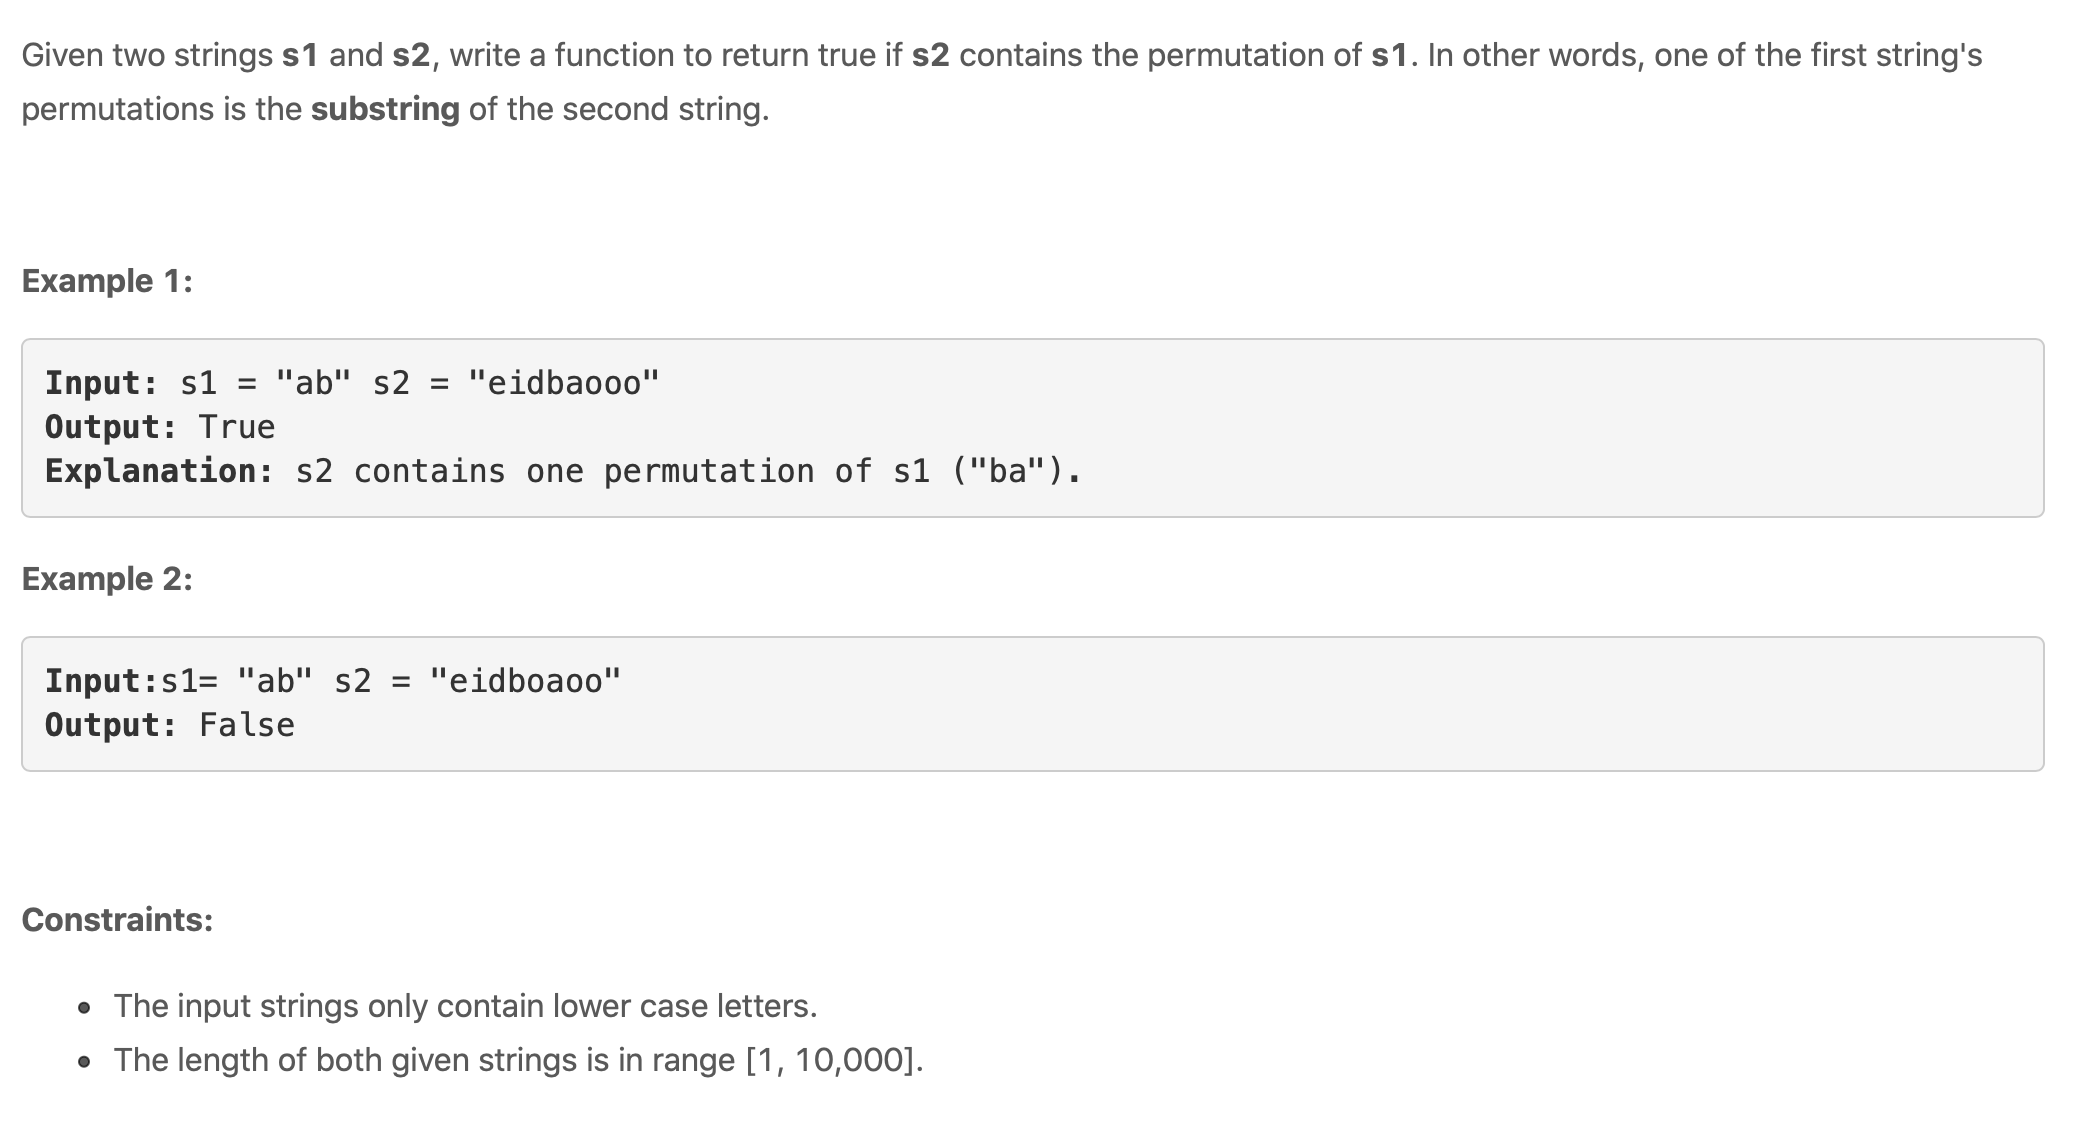 Given two strings s1 and s2, write a function to return true if s2 contains the permutation of s1. In other words, one of the first string's
permutations is the substring of the second string.
Example 1:
Input: s1 = "ab" s2 = "eidbaooo"
Output: True
Explanation: s2 contains one permutation of s1 ("ba").
Example 2:
Input:s1= "ab" s2 = "eidboaoo"
Output: False
Constraints:
• The input strings only contain lower case letters.
• The length of both given strings is in range [1, 10,000].